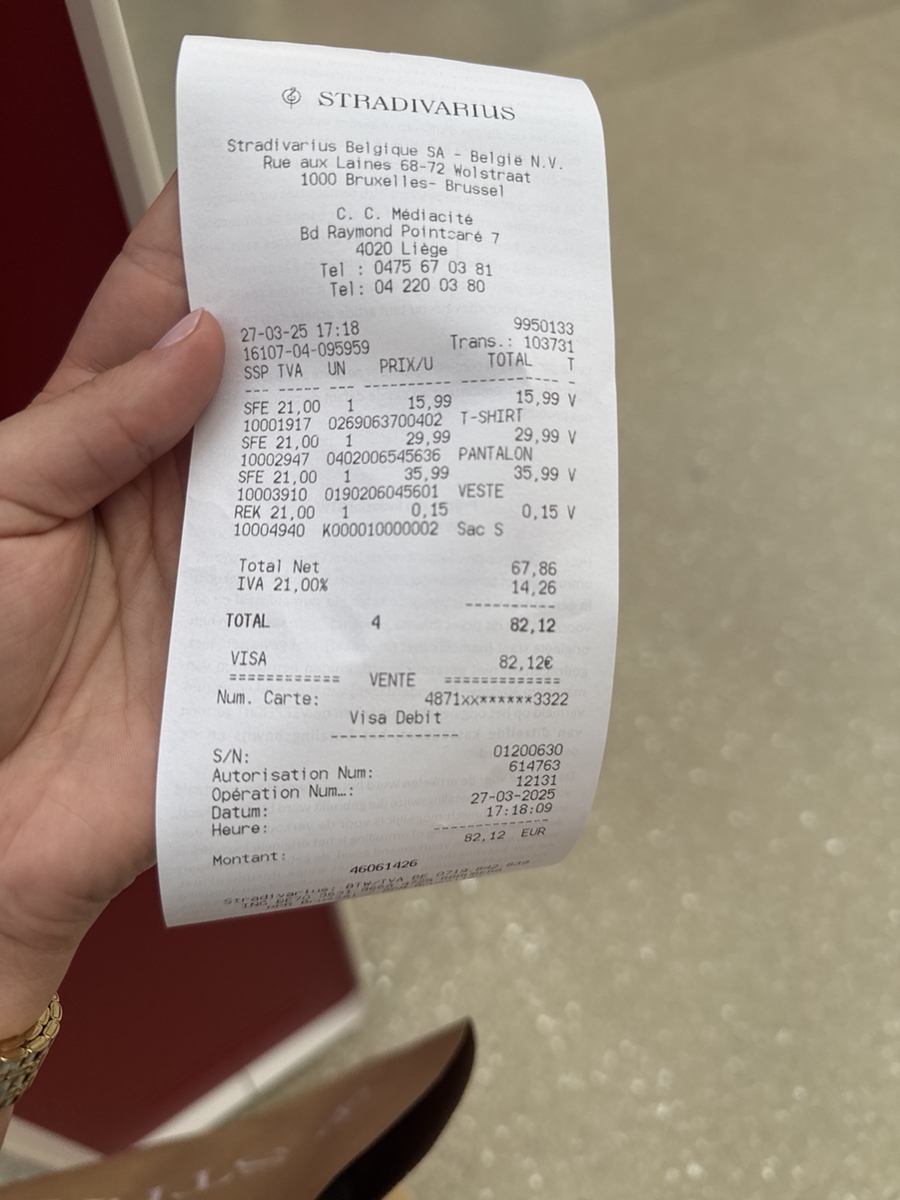 STRADIVARIUS
Stradivarius Belgique SA - België N.V.
Rue aux Laines 68-72 Wolstraat
1000 Bruxelles- Brussel
C. C. Médiacité
Bd Raymond Pointcaré 7
4020 Liège
Tel : 0475 67 03 81
Tel: 04 220 03 80
27-03-25 17:18 9950133
16107-04-095959 Trans.: 103731
SSP TVA UN PRIX/U TOTAL T
--- ----- --- ---------- ----------- -
SFE 21,00 1 15,99 15,99 V
10001917 0269063700402 T-SHIRT
SFE 21,00 1 29,99 29,99 V
10002947 0402006545636 PANTALON
SFE 21,00 1 35,99 35,99 V
10003910 0190206045601 VESTE
REK 21,00 1 0,15 0,15 V
10004940 K000010000002 Sac S
Total Net 67,86
IVA 21,00% 14,26
----------
TOTAL 4 82,12
VISA 82,12€
============ VENTE =============
Num. Carte: 4871xx******3322
Visa Debit
--------------
S/N: 01200630
Autorisation Num: 614763
Opération Num…: 12131
Datum: 27-03-2025
Heure: 17:18:09
-------------
Montant: 82,12 EUR
46061426
Stradivarius: BTW/TVA BE